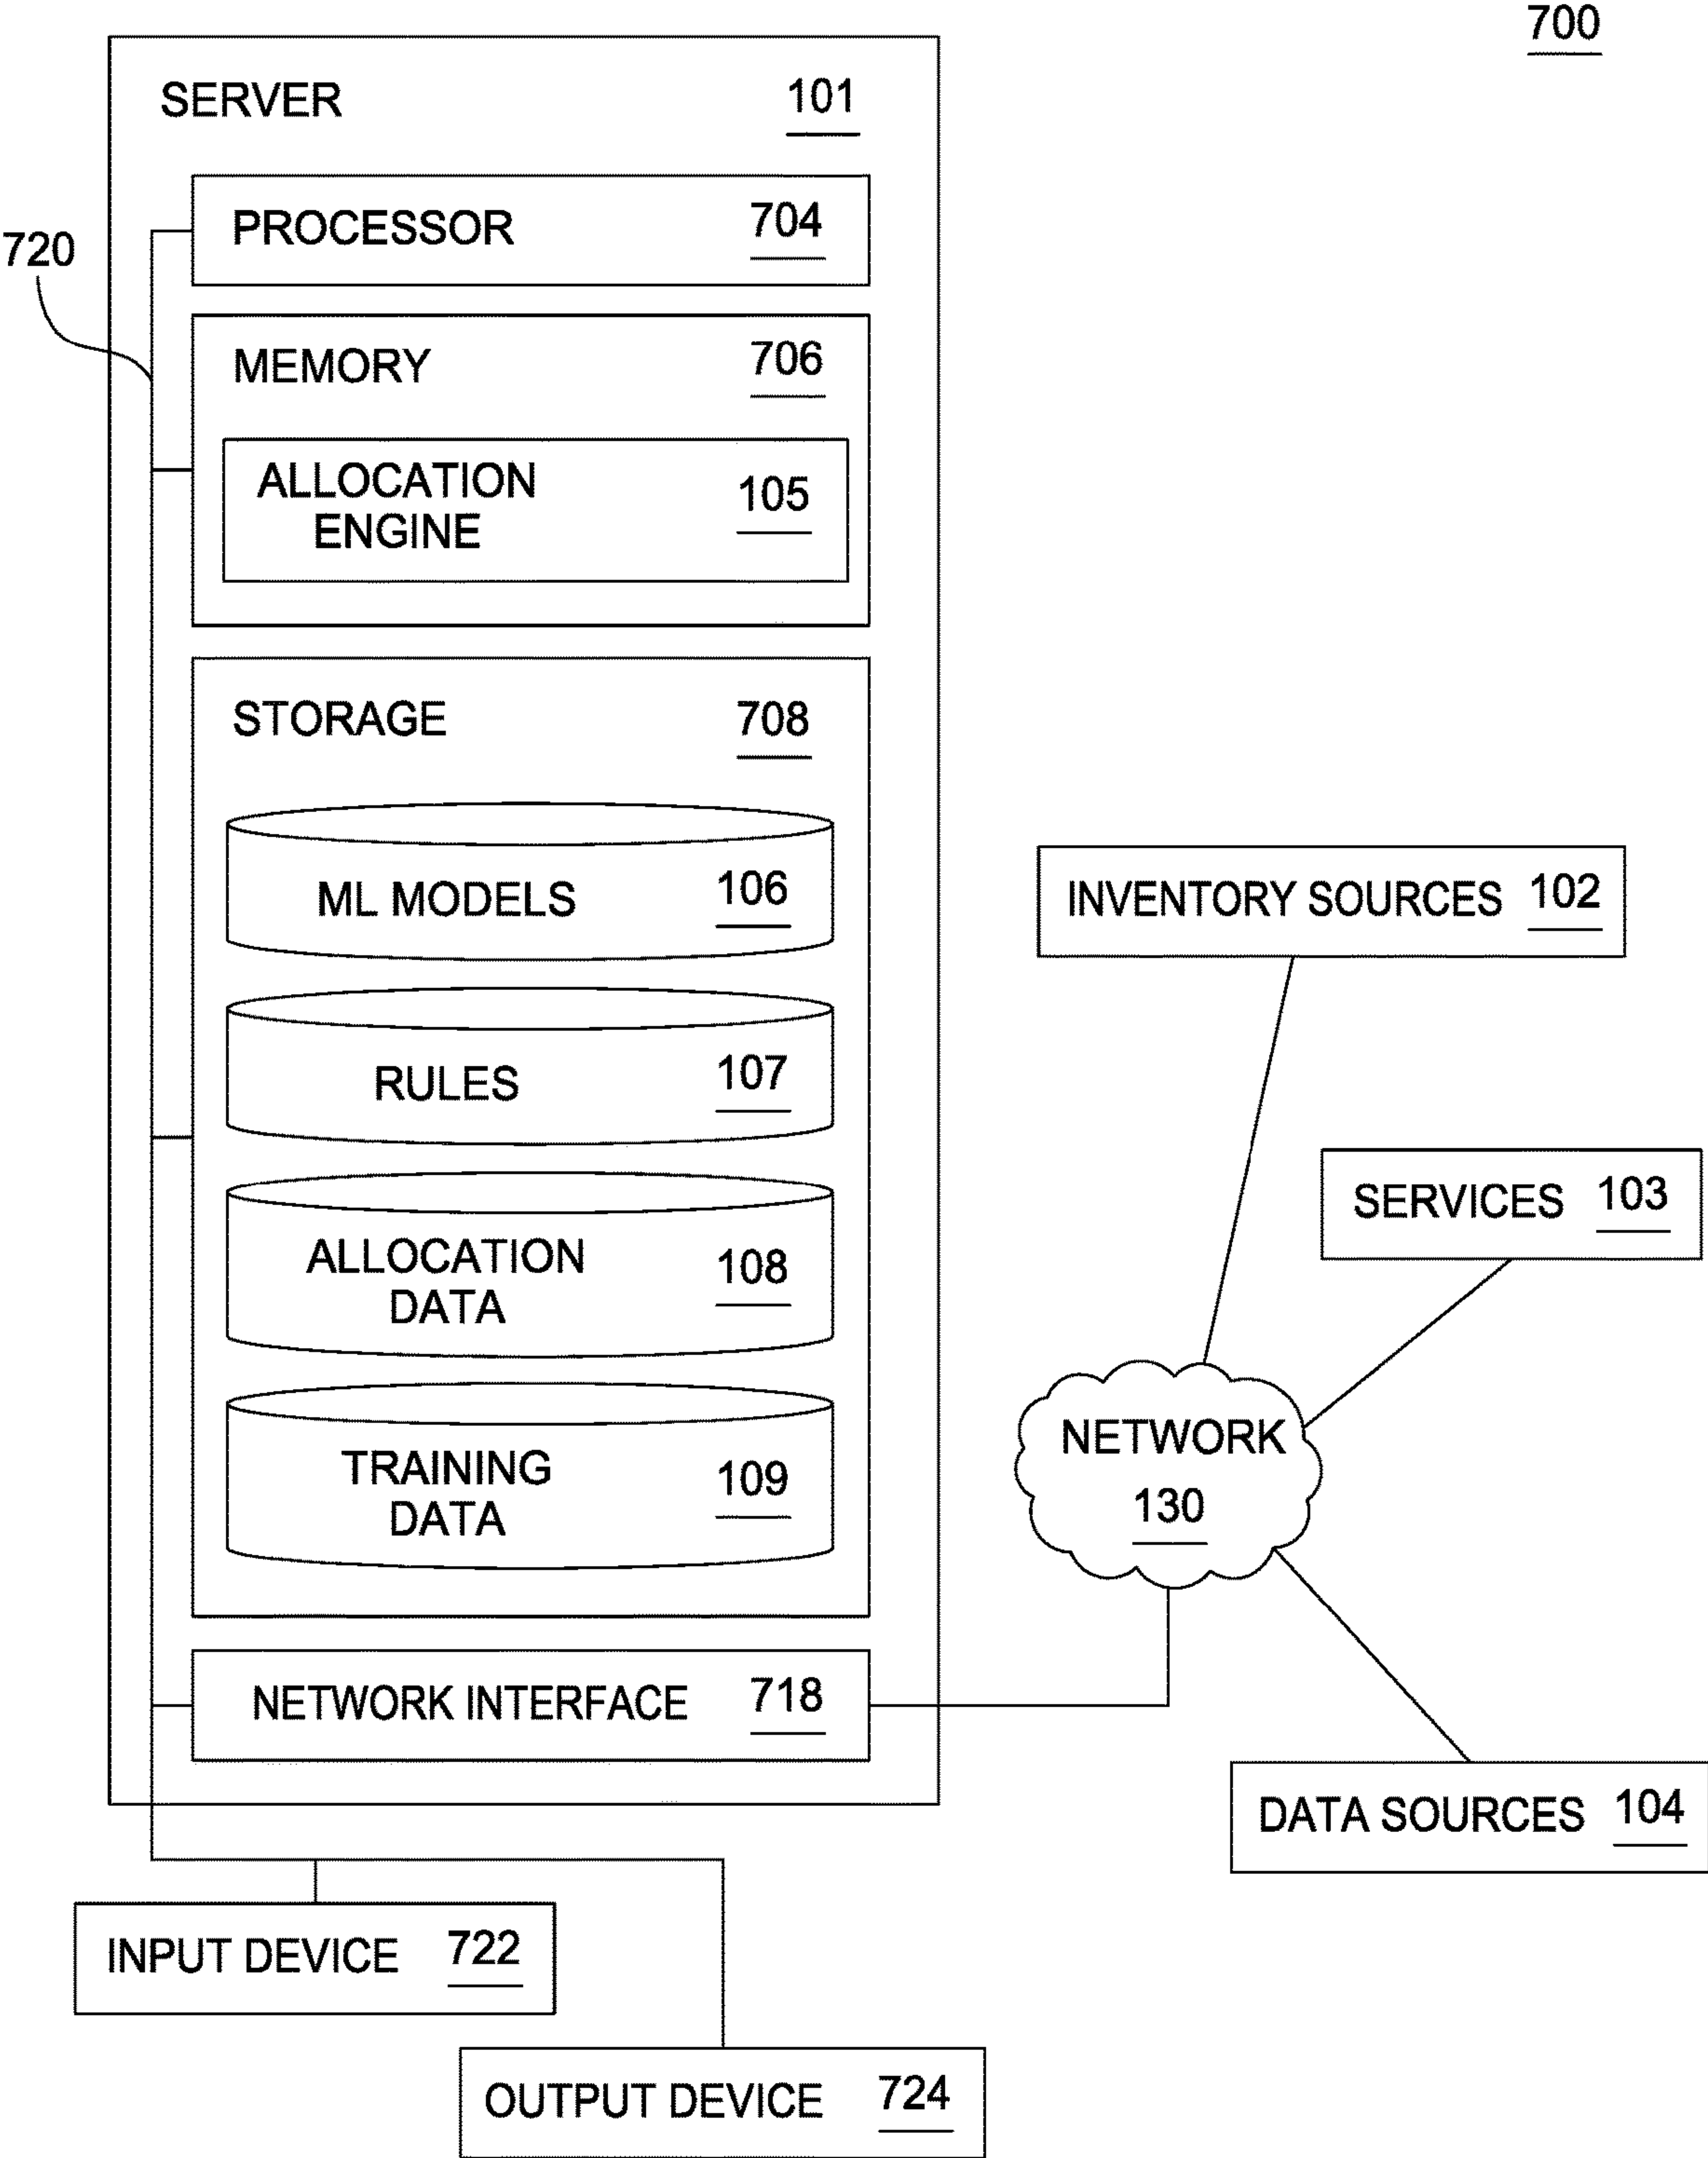 700
SERVER 101
PROCESSOR 704
720
MEMORY 706
ALLOCATION
ENGINE 105
STORAGE 708
ML MODELS 106
INVENTORY SOURCES 102
RULES 107
SERVICES 103
ALLOCATION
DATA 108
NETWORK
130
TRAINING
DATA 109
NETWORK INTERFACE 718
DATA SOURCES 104
INPUT DEVICE 722
OUTPUT DEVICE 724